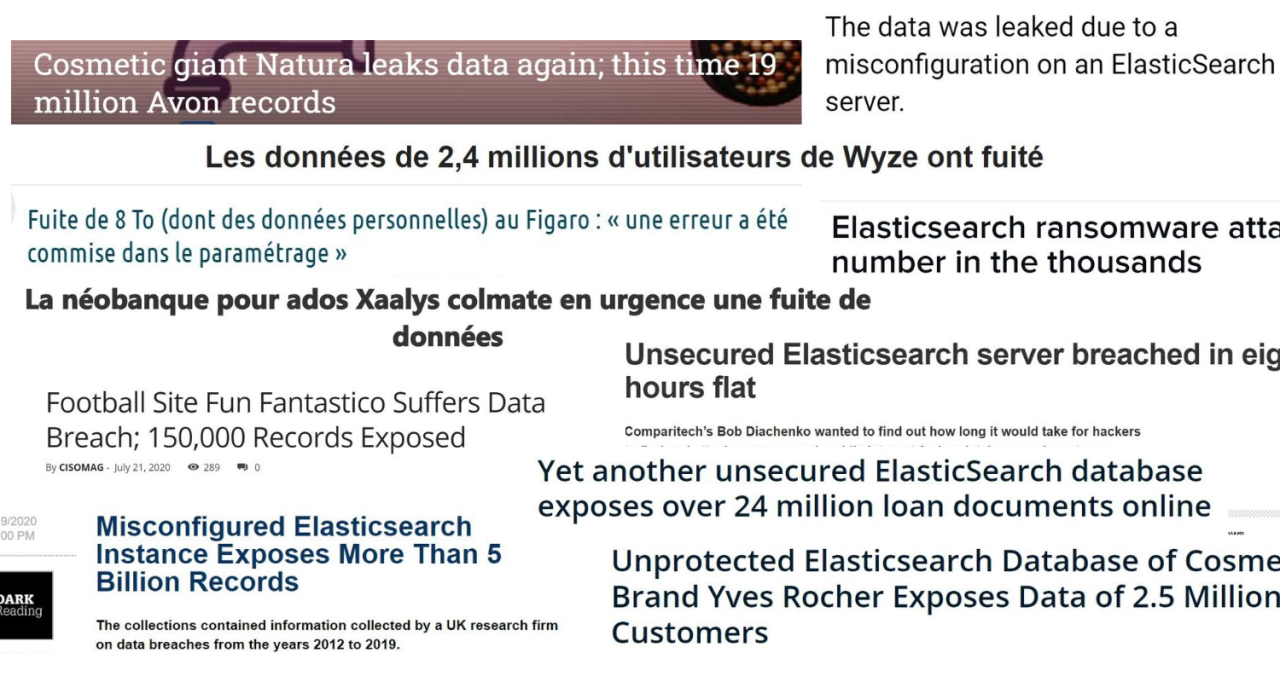 Cosmetic giant Natura leaks data again; this time 19
million Avon records
The data was leaked due to a
misconfiguration on an ElasticSearch
server.
Les données de 2,4 millions d'utilisateurs de Wyze ont fuité
Fuite de 8 To (dont des données personnelles) au Figaro : « une erreur a été
commise dans le paramétrage »
Elasticsearch ransomware atta
number in the thousands
La néobanque pour ados Xaalys colmate en urgence une fuite de
données
Unsecured Elasticsearch server breached in eig
hours flat
Comparitech's Bob Diachenko wanted to find out how long it would take for hackers
Football Site Fun Fantastico Suffers Data
Breach; 150,000 Records Exposed
By CISOMAG - July 21, 2020 289 0
Yet another unsecured ElasticSearch database
exposes over 24 million loan documents online
9/2020
00 PM
Misconfigured Elasticsearch
Instance Exposes More Than 5
Billion Records
DARK
Reading
The collections contained information collected by a UK research firm
on data breaches from the years 2012 to 2019.
Unprotected Elasticsearch Database of Cosme
Brand Yves Rocher Exposes Data of 2.5 Million
Customers